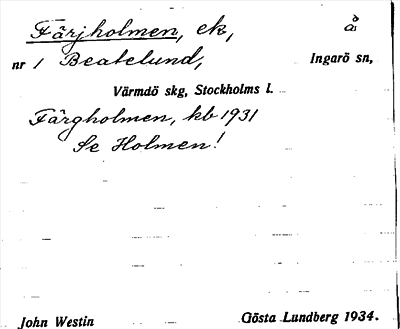 Färjholmen, ek, å
nr 1 Beatelund, Ingarö sn,
Värmdö skg, Stockholms l.
Färgholmen, kb 1931
Se Holmen!
John Westin Gösta Lundberg 1934.